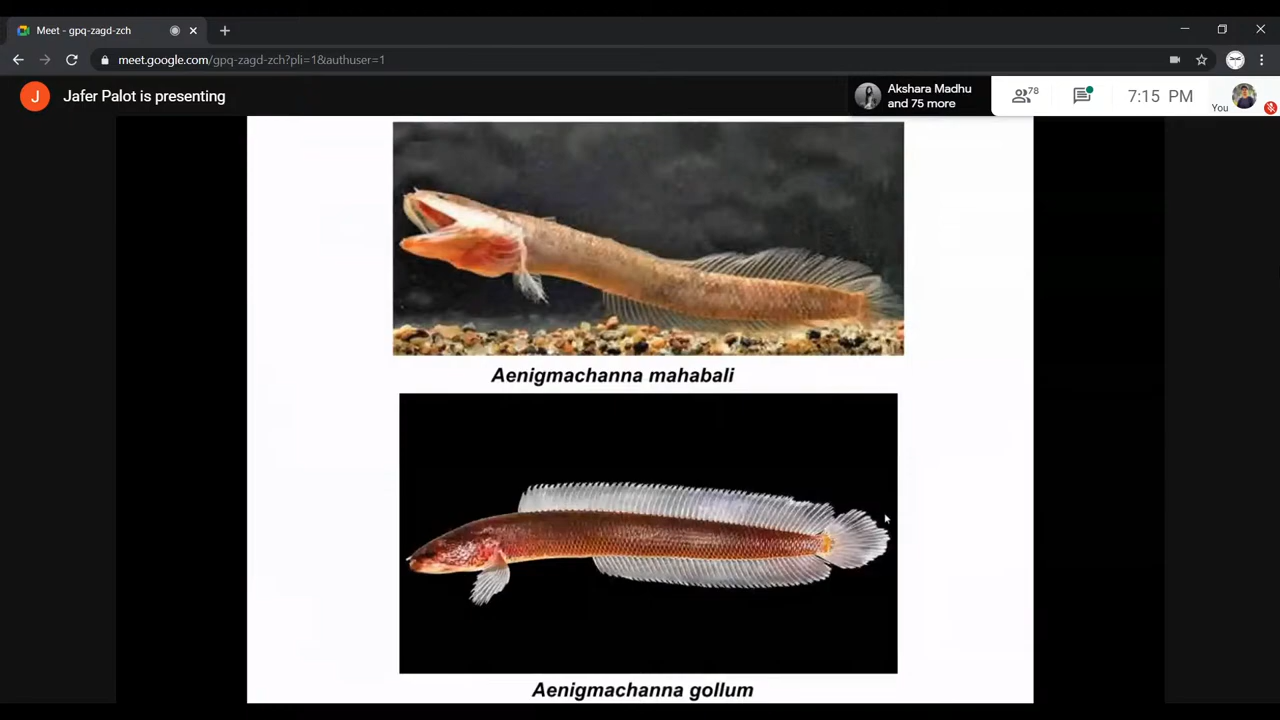 Meet - gpq-zagd-zch
meet.google.com/gpq-zagd-zch?pli=1&authuser=1
J
Jafer Palot is presenting
Akshara Madhu
and 75 more
78
7:15 PM
You
Aenigmachanna mahabali
Aenigmachanna gollum